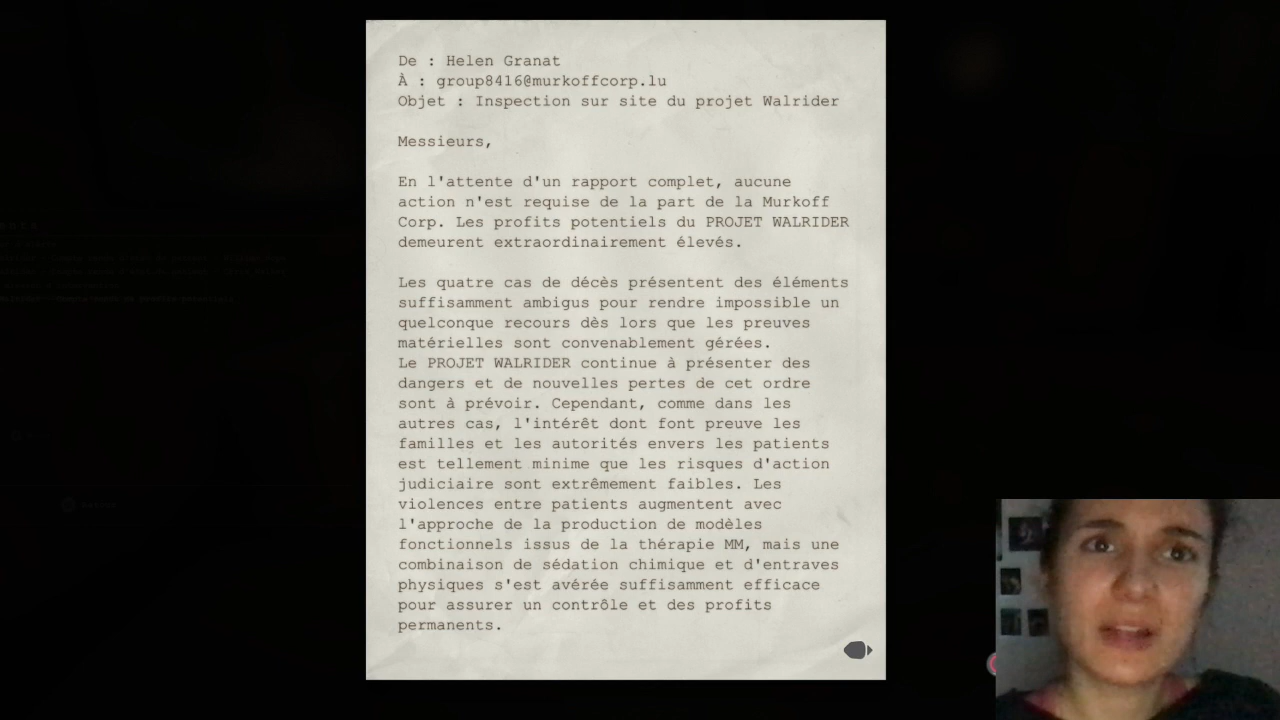 De : Helen Granat
À : group8416@murkoffcorp.lu
Objet : Inspection sur site du projet Walrider
Messieurs,
En l'attente d'un rapport complet, aucune
action n'est requise de la part de la Murkoff
Corp. Les profits potentiels du PROJET WALRIDER
demeurent extraordinairement élevés.
Les quatre cas de décès présentent des éléments
suffisamment ambigus pour rendre impossible un
quelconque recours dès lors que les preuves
matérielles sont convenablement gérées.
Le PROJET WALRIDER continue à présenter des
dangers et de nouvelles pertes de cet ordre
sont à prévoir. Cependant, comme dans les
autres cas, l'intérêt dont font preuve les
familles et les autorités envers les patients
est tellement minime que les risques d'action
judiciaire sont extrêmement faibles. Les
violences entre patients augmentent avec
l'approche de la production de modèles
fonctionnels issus de la thérapie MM, mais une
combinaison de sédation chimique et d'entraves
physiques s'est avérée suffisamment efficace
pour assurer un contrôle et des profits
permanents.